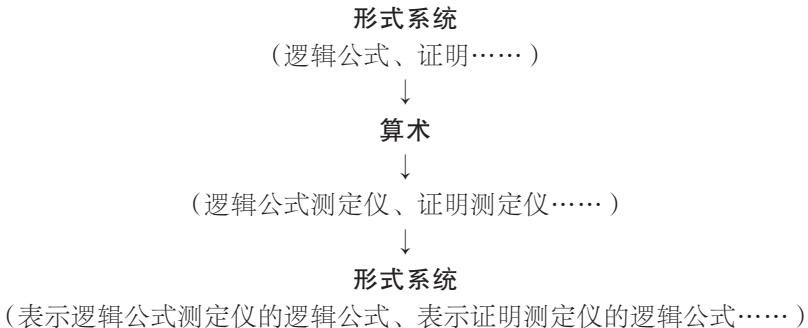 形式系统
（逻辑公式、证明……）
↓
算术
↓
（逻辑公式测定仪、证明测定仪……）
↓
形式系统
（表示逻辑公式测定仪的逻辑公式、表示证明测定仪的逻辑公式……）